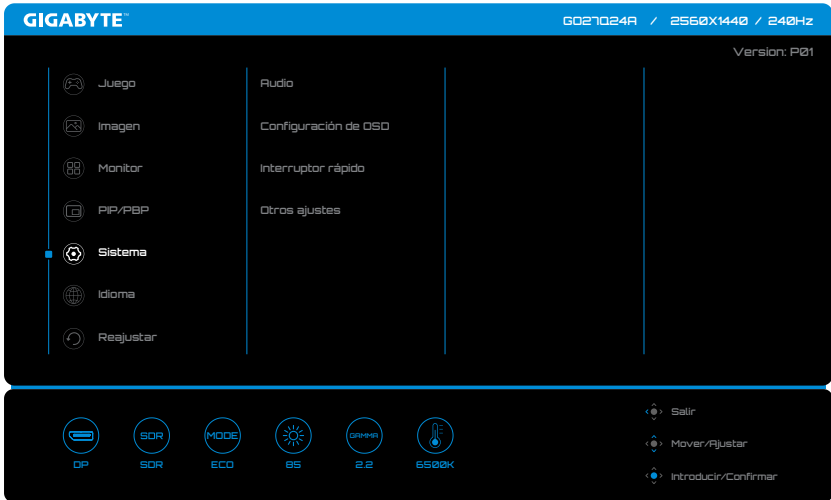 GIGABYTE™
GO27Q24A / 2560X1440 / 240Hz
Version: P01
Juego
Audio
Imagen
Configuración de OSD
Monitor
Interruptor rápido
PIP/PBP
Otros ajustes
Sistema
Idioma
Reajustar
SDR
MODE
GAMMA
DP
SDR
ECO
85
2.2
6500K
Salir
Mover/Ajustar
Introducir/Confirmar